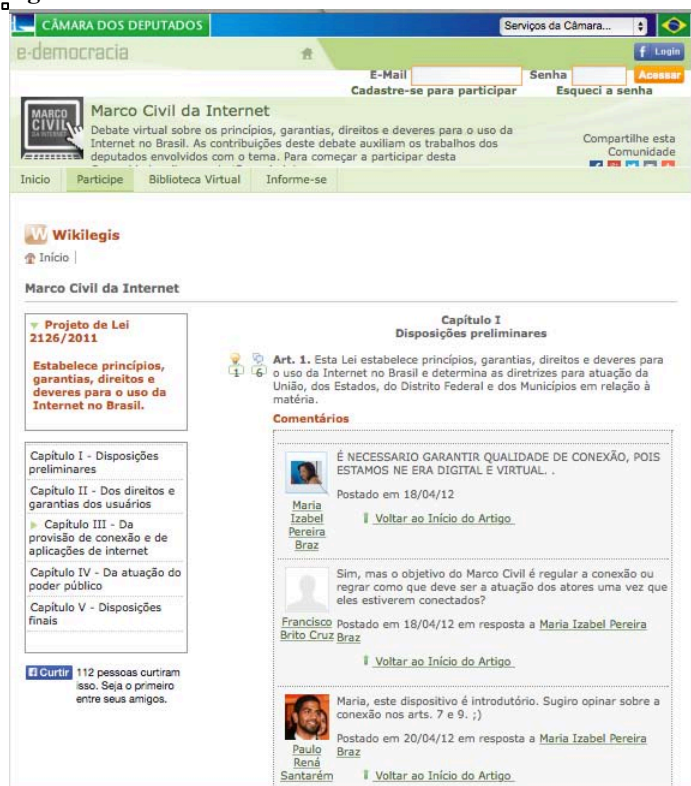 CÂMARA DOS DEPUTADOS
Serviços da Câmara...
e-democracia
Login
E-Mail
Senha
Acessar
Cadastre-se para participar
Esqueci a senha
MARCO
CIVIL
DA INTERNET
Marco Civil da Internet
Debate virtual sobre os princípios, garantias, direitos e deveres para o uso da
Internet no Brasil. As contribuições deste debate auxiliam os trabalhos dos
deputados envolvidos com o tema. Para começar a participar desta
Compartilhe esta
Comunidade
Inicio
Participe
Biblioteca Virtual
Informe-se
W Wikilegis
Início
Marco Civil da Internet
Projeto de Lei
2126/2011
Estabelece princípios,
garantias, direitos e
deveres para o uso da
Internet no Brasil.
Capítulo I - Disposições
preliminares
Capítulo II - Dos direitos e
garantias dos usuários
Capítulo III - Da
provisão de conexão e de
aplicações de internet
Capítulo IV - Da atuação do
poder público
Capítulo V - Disposições
finais
Curtir
112 pessoas curtiram
isso. Seja o primeiro
entre seus amigos.
Capítulo I
Disposições preliminares
1 6
Art. 1. Esta Lei estabelece princípios, garantias, direitos e deveres para
o uso da Internet no Brasil e determina as diretrizes para atuação da
União, dos Estados, do Distrito Federal e dos Municípios em relação à
matéria.
Comentários
É NECESSARIO GARANTIR QUALIDADE DE CONEXÃO, POIS
ESTAMOS NE ERA DIGITAL E VIRTUAL. .
Postado em 18/04/12
Maria
Izabel
Pereira
Braz
Voltar ao Início do Artigo
Sim, mas o objetivo do Marco Civil é regular a conexão ou
regrar como que deve ser a atuação dos atores uma vez que
eles estiverem conectados?
Francisco
Brito Cruz
Postado em 18/04/12 em resposta a Maria Izabel Pereira
Braz
Voltar ao Início do Artigo
Maria, este dispositivo é introdutório. Sugiro opinar sobre a
conexão nos arts. 7 e 9. ;)
Postado em 20/04/12 em resposta a Maria Izabel Pereira
Braz
Paulo
Rená
Santarém
Voltar ao Início do Artigo